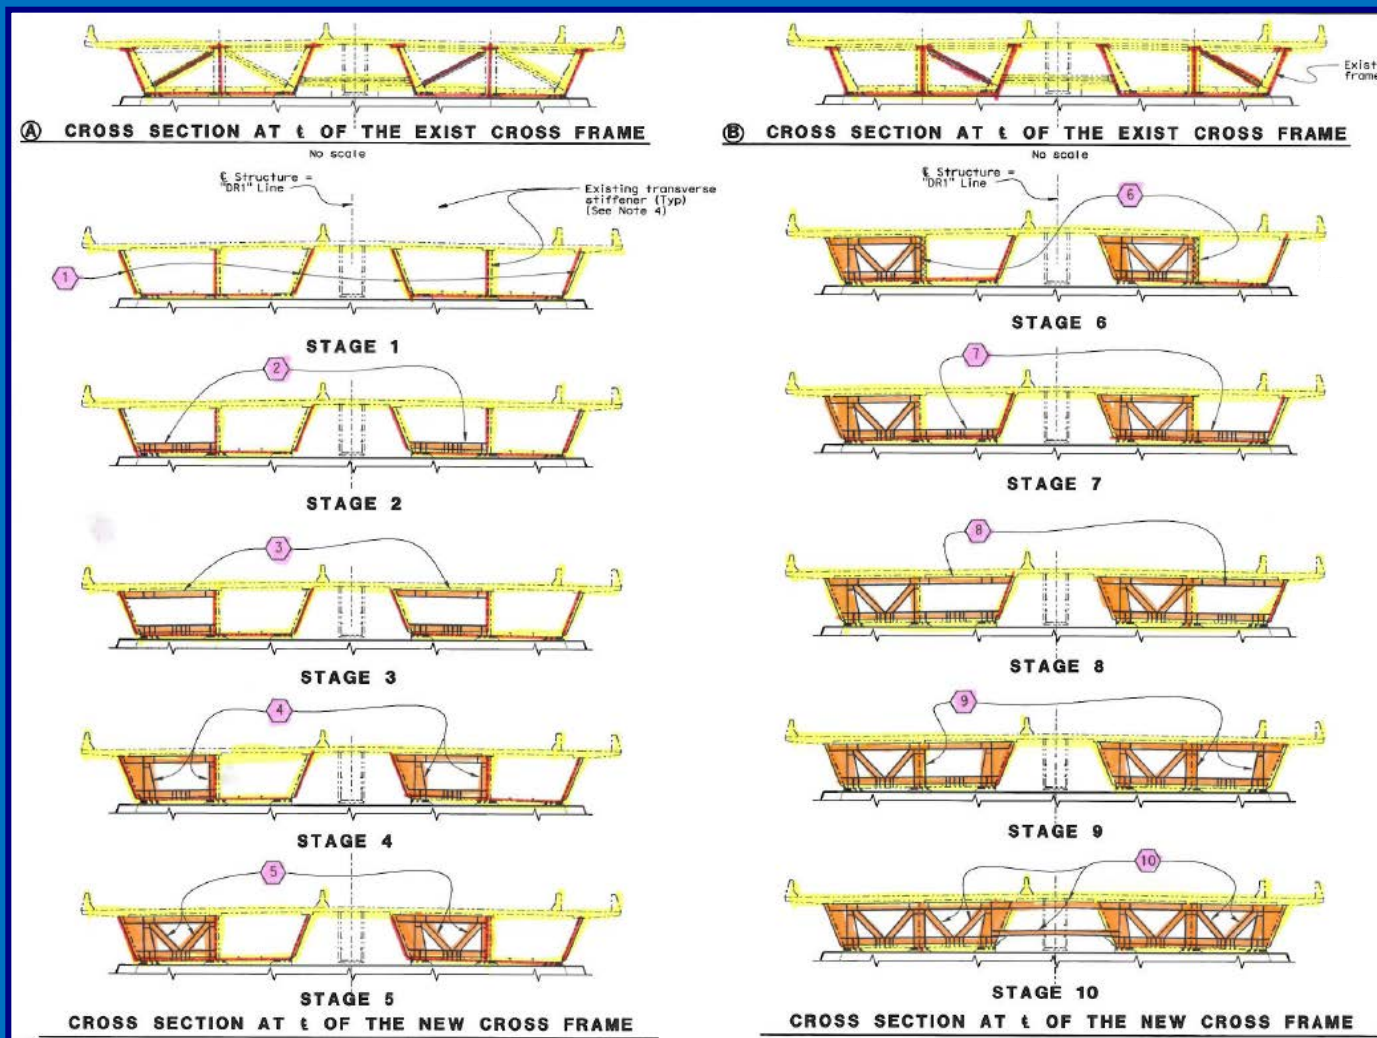 Ⓐ CROSS SECTION AT ℄ OF THE EXIST CROSS FRAME
No scale
℄ Structure =
"DR1" Line
Existing transverse
stiffener (Typ)
(See Note 4)
1
STAGE 1
2
STAGE 2
3
STAGE 3
4
STAGE 4
5
STAGE 5
CROSS SECTION AT ℄ OF THE NEW CROSS FRAME
Exist
frame
Ⓑ CROSS SECTION AT ℄ OF THE EXIST CROSS FRAME
No scale
℄ Structure =
"DR1" Line
6
STAGE 6
7
STAGE 7
8
STAGE 8
9
STAGE 9
10
STAGE 10
CROSS SECTION AT ℄ OF THE NEW CROSS FRAME